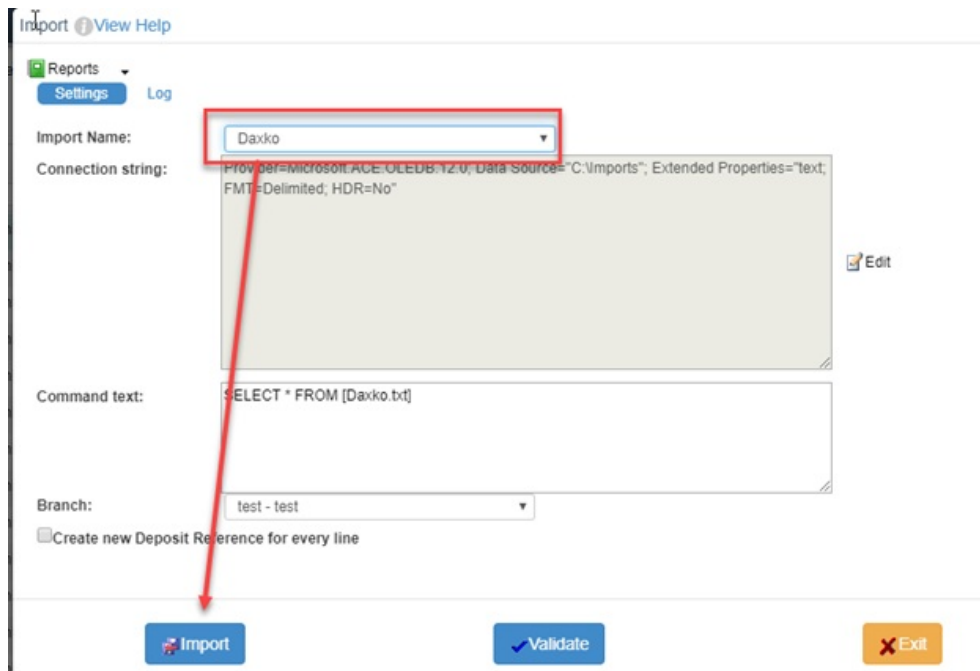 Import View Help
Reports
Settings Log
Import Name: Daxko
Connection string: Provider=Microsoft.ACE.OLEDB.12.0; Data Source="C:\Imports"; Extended Properties="text;
FMT=Delimited; HDR=No"
Edit
Command text: SELECT * FROM [Daxko.txt]
Branch: test - test
Create new Deposit Reference for every line
Import Validate Exit